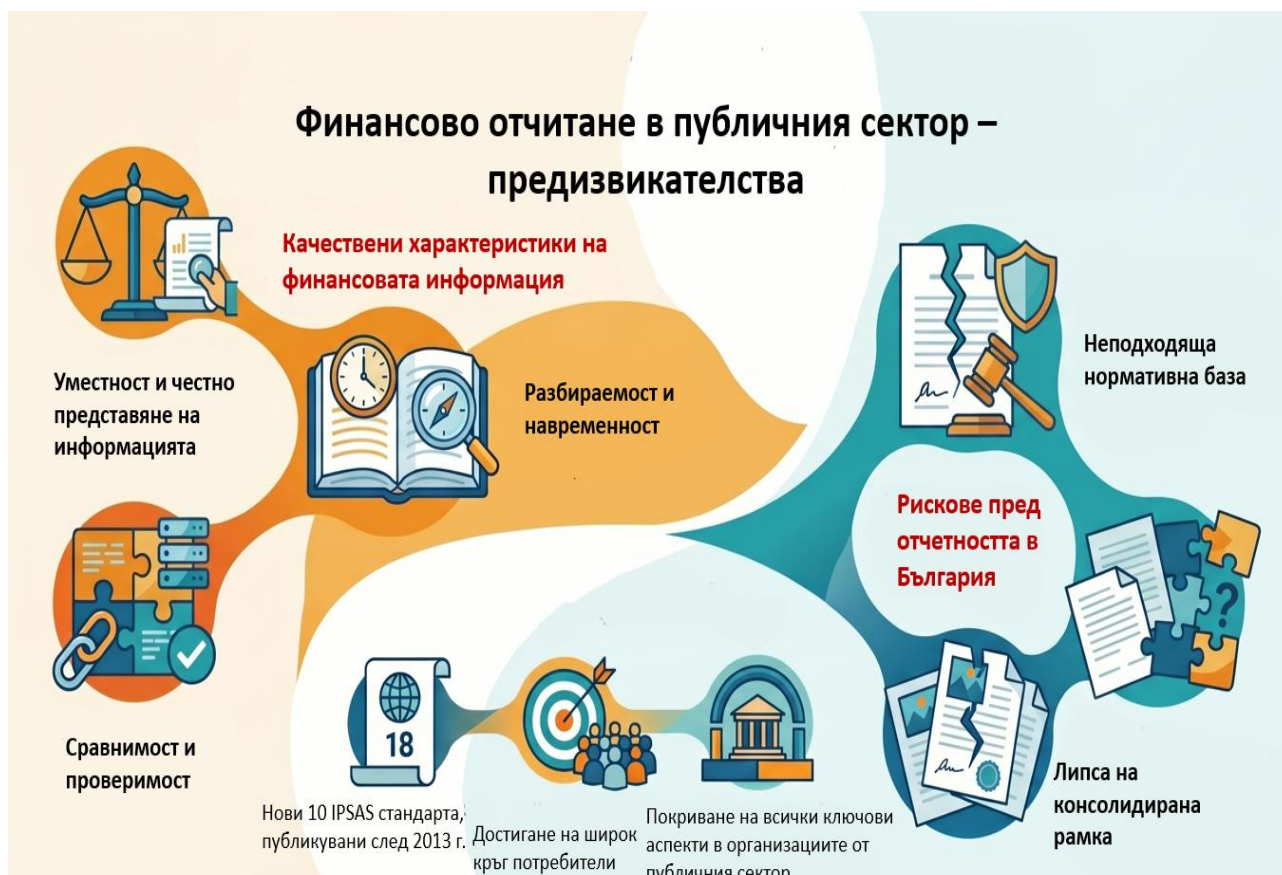 Финансово отчитане в публичния сектор –
предизвикателства
Качествени характеристики на
финансовата информация
Уместност и честно
представяне на
информацията
Разбираемост и
навременност
Сравнимост и
проверимост
Неподходяща
нормативна база
Рискове пред
отчетността в
България
?
Липса на
консолидирана
рамка
18
Нови 10 IPSAS стандарта,
публикувани след 2013 г.
Достигане на широк
кръг потребители
Покриване на всички ключови
аспекти в организациите от
публичния сектор